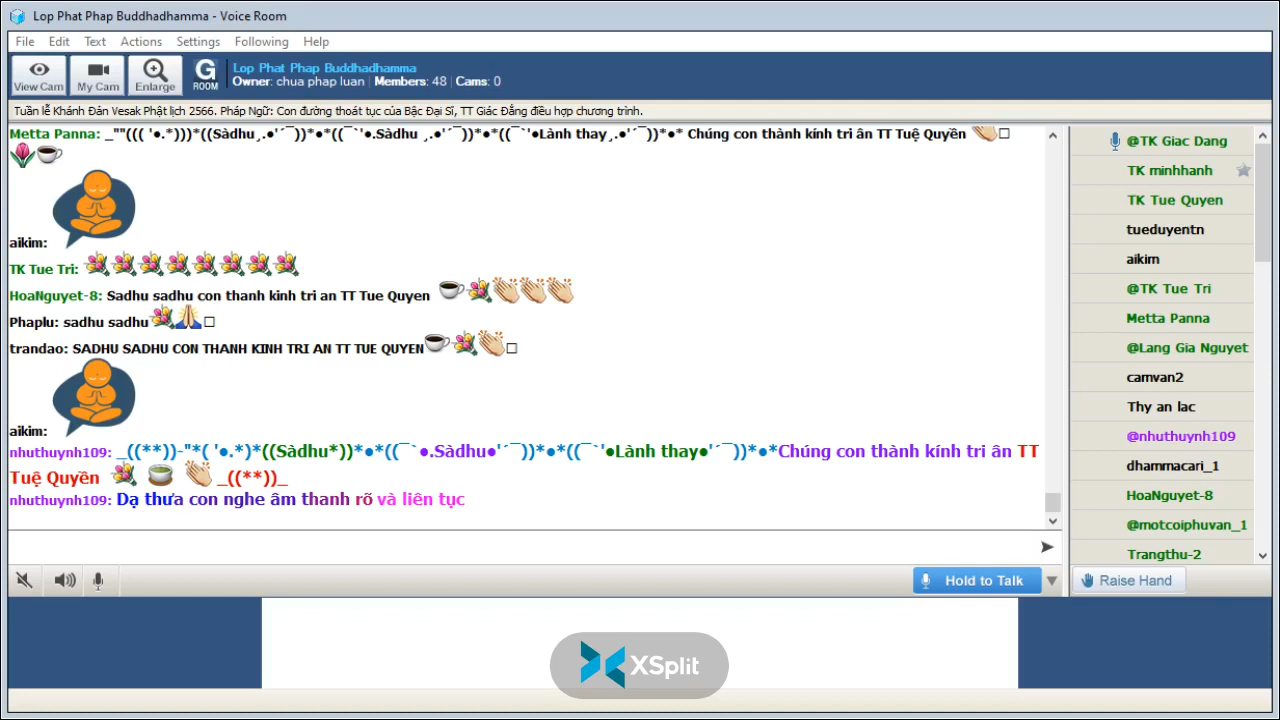 Lop Phat Phap Buddhadhamma - Voice Room
File Edit Text Actions Settings Following Help
View Cam My Cam Enlarge G ROOM
Lop Phat Phap Buddhadhamma
Owner: chua phap luan | Members: 48 | Cams: 0
Tuần lễ Khánh Đản Vesak Phật lịch 2566. Pháp Ngữ: Con đường thoát tục của Bậc Đại Sĩ, TT Giác Đẳng điều hợp chương trình.
Metta Panna: _""((( '●.*)))*((Sàdhu¸.●'´¯))*●*((¯`'●.Sàdhu ¸.●'´¯))*●*((¯`'●Lành thay¸.●'´¯))*●* Chúng con thành kính tri ân TT Tuệ Quyền 👏□
🌷☕
aikim:
TK Tue Tri: 💐💐💐💐💐💐💐💐
HoaNguyet-8: Sadhu sadhu con thanh kinh tri an TT Tue Quyen ☕💐👏👏👏
Phaplu: sadhu sadhu💐🙏□
trandao: SADHU SADHU CON THANH KINH TRI AN TT TUE QUYEN☕💐👏□
aikim:
nhuthuynh109: _((**))-"*( '●.*)*((Sàdhu*))*●*((¯`●.Sàdhu●'´¯))*●*((¯`'●Lành thay●'´¯))*●*Chúng con thành kính tri ân TT
Tuệ Quyền 💐 🍵 👏 _((**))_
nhuthuynh109: Dạ thưa con nghe âm thanh rõ và liên tục
@TK Giac Dang
TK minhhanh
TK Tue Quyen
tueduyentn
aikim
@TK Tue Tri
Metta Panna
@Lang Gia Nguyet
camvan2
Thy an lac
@nhuthuynh109
dhammacari_1
HoaNguyet-8
@motcoiphuvan_1
Trangthu-2
Hold to Talk
Raise Hand
XSplit